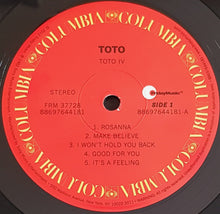 COLUMBIA
TOTO
TOTO IV
STEREO
FRM 37728
88697644181
FridayMusic
SIDE 1
88697644181-A
1. ROSANNA
2. MAKE BELIEVE
3. I WON'T HOLD YOU BACK
4. GOOD FOR YOU
5. IT'S A FEELING